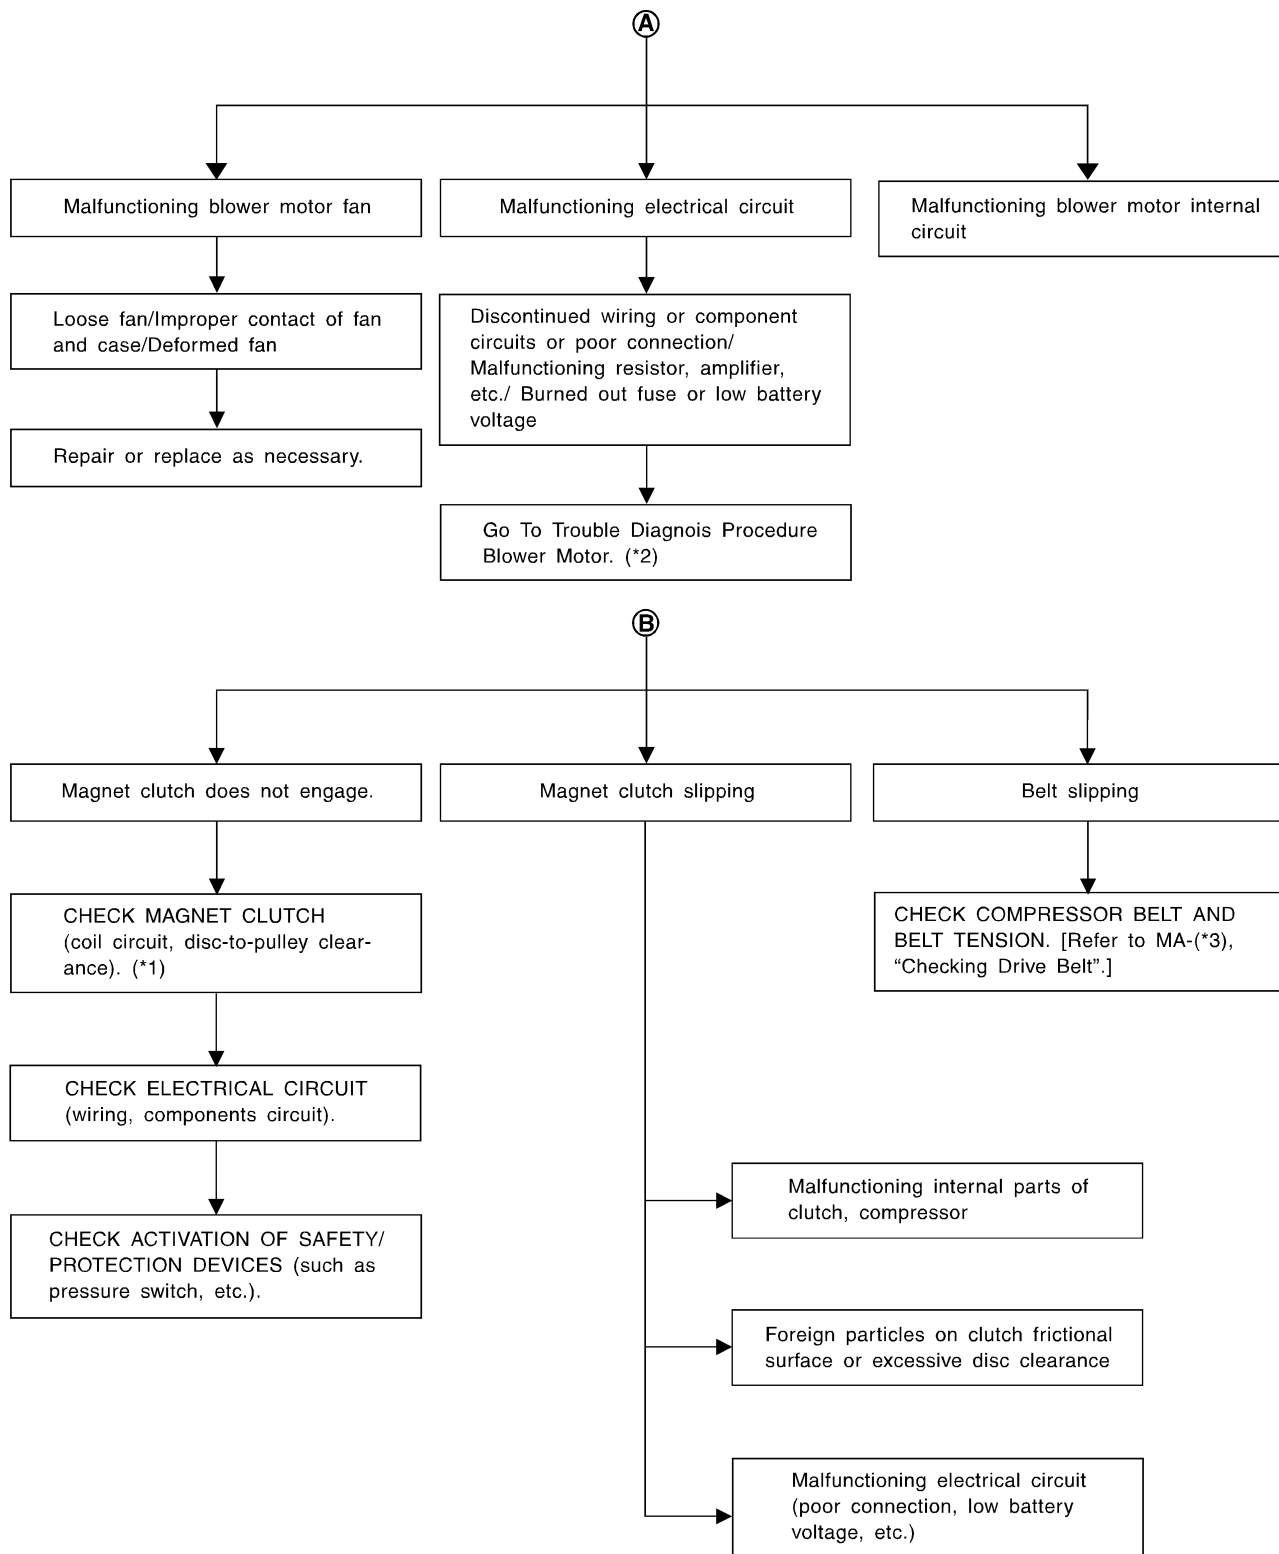 A
Malfunctioning blower motor fan
Malfunctioning electrical circuit
Malfunctioning blower motor internal
circuit
Loose fan/Improper contact of fan
and case/Deformed fan
Discontinued wiring or component
circuits or poor connection/
Malfunctioning resistor, amplifier,
etc./ Burned out fuse or low battery
voltage
Repair or replace as necessary.
Go To Trouble Diagnois Procedure
Blower Motor. (*2)
B
Magnet clutch does not engage.
Magnet clutch slipping
Belt slipping
CHECK MAGNET CLUTCH
(coil circuit, disc-to-pulley clear-
ance). (*1)
CHECK COMPRESSOR BELT AND
BELT TENSION. [Refer to MA-(*3),
“Checking Drive Belt”.]
CHECK ELECTRICAL CIRCUIT
(wiring, components circuit).
CHECK ACTIVATION OF SAFETY/
PROTECTION DEVICES (such as
pressure switch, etc.).
Malfunctioning internal parts of
clutch, compressor
Foreign particles on clutch frictional
surface or excessive disc clearance
Malfunctioning electrical circuit
(poor connection, low battery
voltage, etc.)